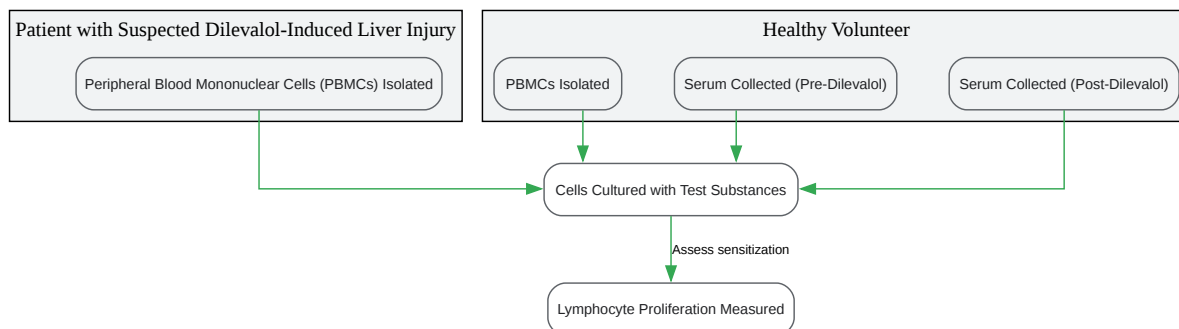 Patient with Suspected Dilevalol-Induced Liver Injury
Healthy Volunteer
Peripheral Blood Mononuclear Cells (PBMCs) Isolated
PBMCs Isolated
Serum Collected (Pre-Dilevalol)
Serum Collected (Post-Dilevalol)
Cells Cultured with Test Substances
Assess sensitization
Lymphocyte Proliferation Measured